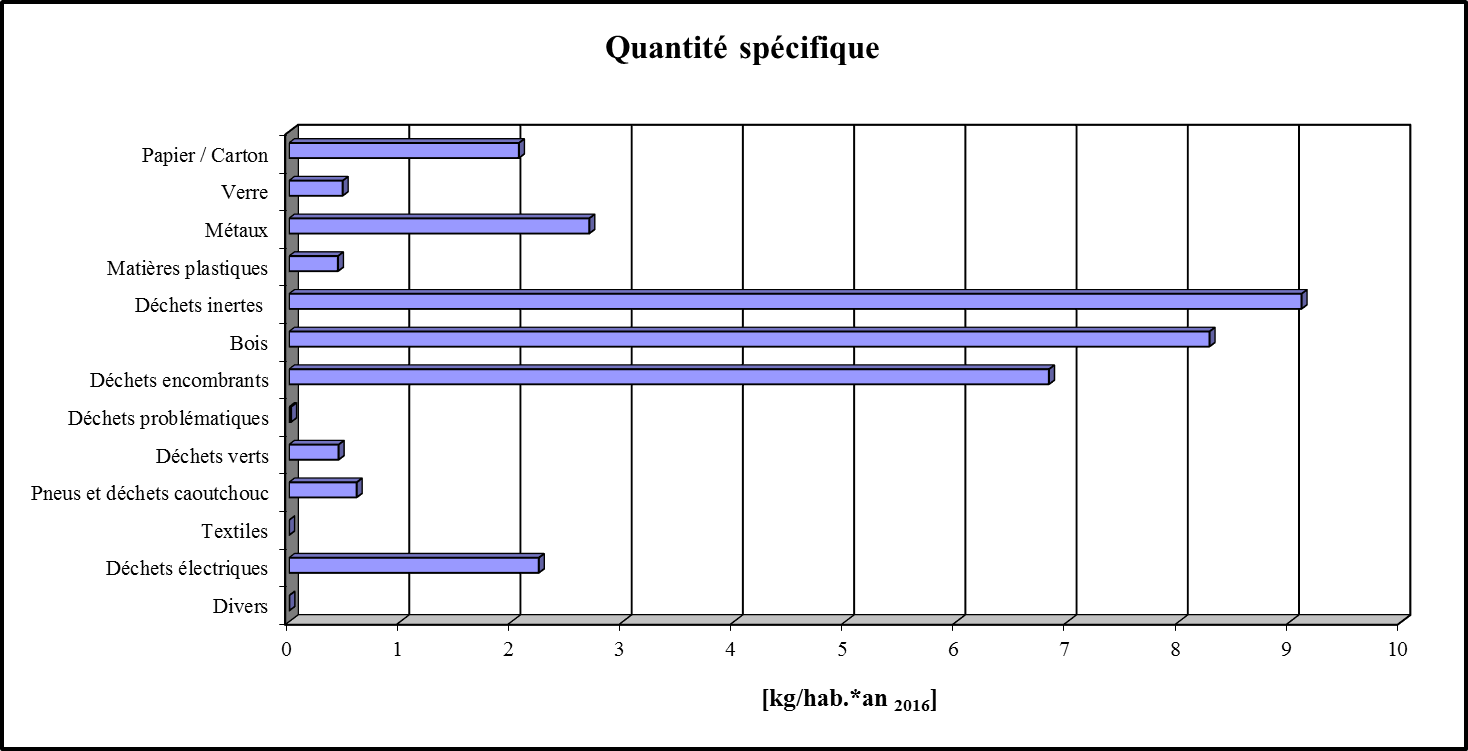 Quantité spécifique
Papier / Carton
Verre
Métaux
Matières plastiques
Déchets inertes
Bois
Déchets encombrants
Déchets problématiques
Déchets verts
Pneus et déchets caoutchouc
Textiles
Déchets électriques
Divers
0 1 2 3 4 5 6 7 8 9 10
[kg/hab.*an 2016]